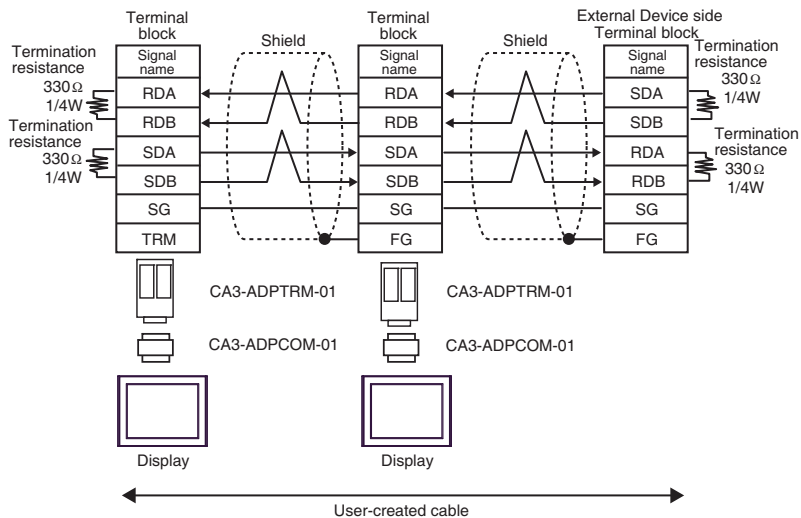 Terminal
block
Terminal
block
External Device side
Terminal block
Termination
resistance
330Ω
1/4W
Termination
resistance
330Ω
1/4W
Signal
name
RDA
RDB
SDA
SDB
SG
TRM
Shield
Signal
name
RDA
RDB
SDA
SDB
SG
FG
Shield
Signal
name
SDA
SDB
RDA
RDB
SG
FG
Termination
resistance
330Ω
1/4W
Termination
resistance
330Ω
1/4W
CA3-ADPTRM-01
CA3-ADPTRM-01
CA3-ADPCOM-01
CA3-ADPCOM-01
Display
Display
User-created cable